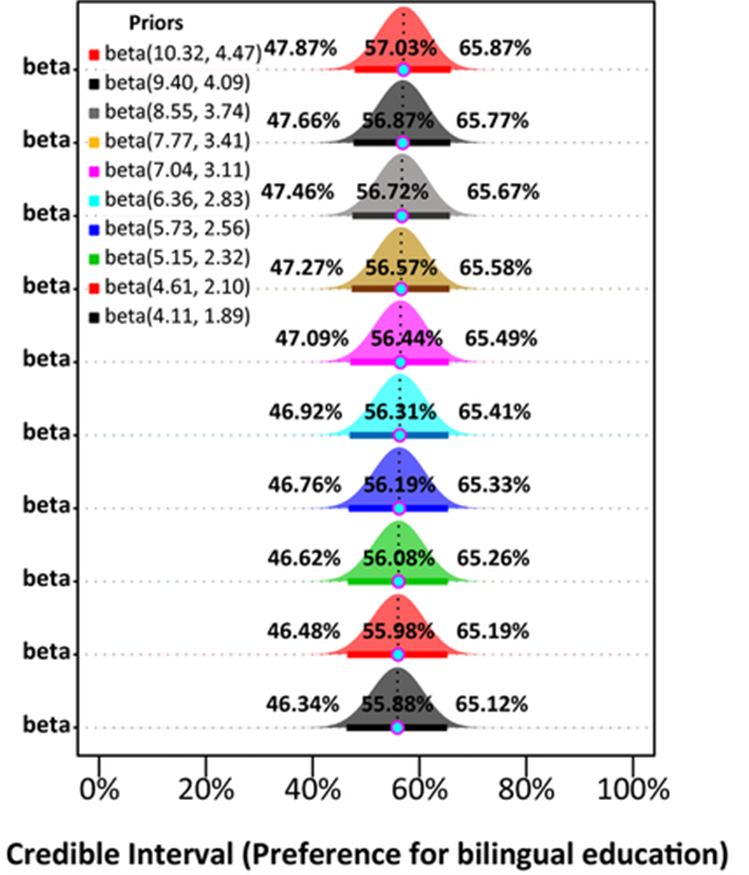 Priors
beta(10.32, 4.47)
beta(9.40, 4.09)
beta(8.55, 3.74)
beta(7.77, 3.41)
beta(7.04, 3.11)
beta(6.36, 2.83)
beta(5.73, 2.56)
beta(5.15, 2.32)
beta(4.61, 2.10)
beta(4.11, 1.89)
beta 47.87% 57.03% 65.87%
beta 47.66% 56.87% 65.77%
beta 47.46% 56.72% 65.67%
beta 47.27% 56.57% 65.58%
beta 47.09% 56.44% 65.49%
beta 46.92% 56.31% 65.41%
beta 46.76% 56.19% 65.33%
beta 46.62% 56.08% 65.26%
beta 46.48% 55.98% 65.19%
beta 46.34% 55.88% 65.12%
0% 20% 40% 60% 80% 100%
Credible Interval (Preference for bilingual education)